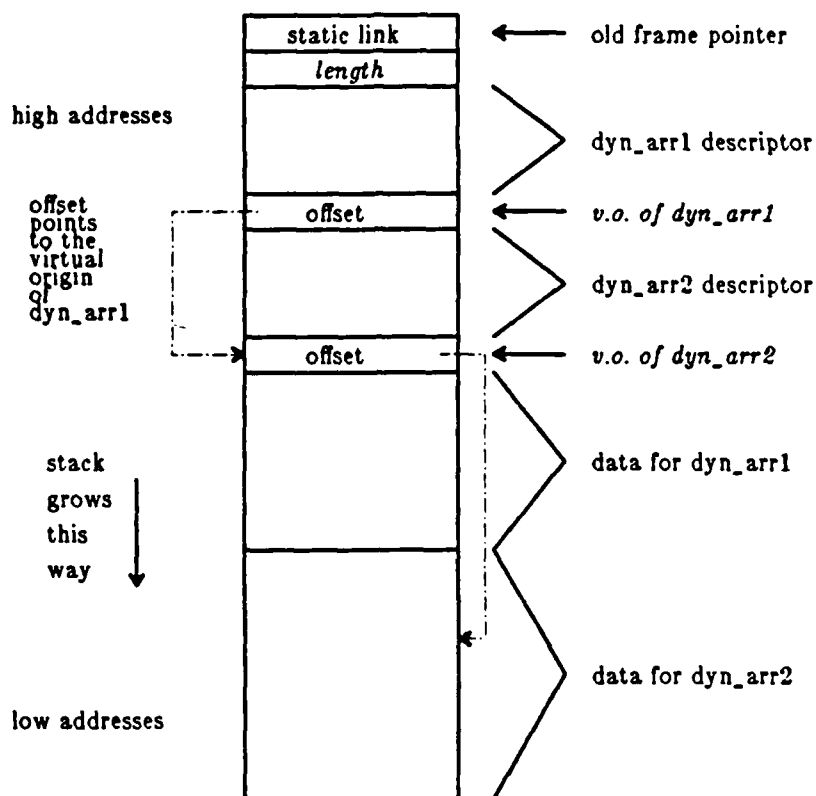 static link
old frame pointer
length
high addresses
dyn_arr1 descriptor
offset
points
to the
virtual
origin
of
dyn_arr1
offset
v.o. of dyn_arr1
dyn_arr2 descriptor
offset
v.o. of dyn_arr2
stack
grows
this
way
data for dyn_arr1
data for dyn_arr2
low addresses